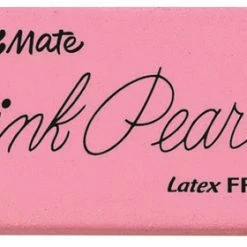 Mate
ink Pear
Latex FR